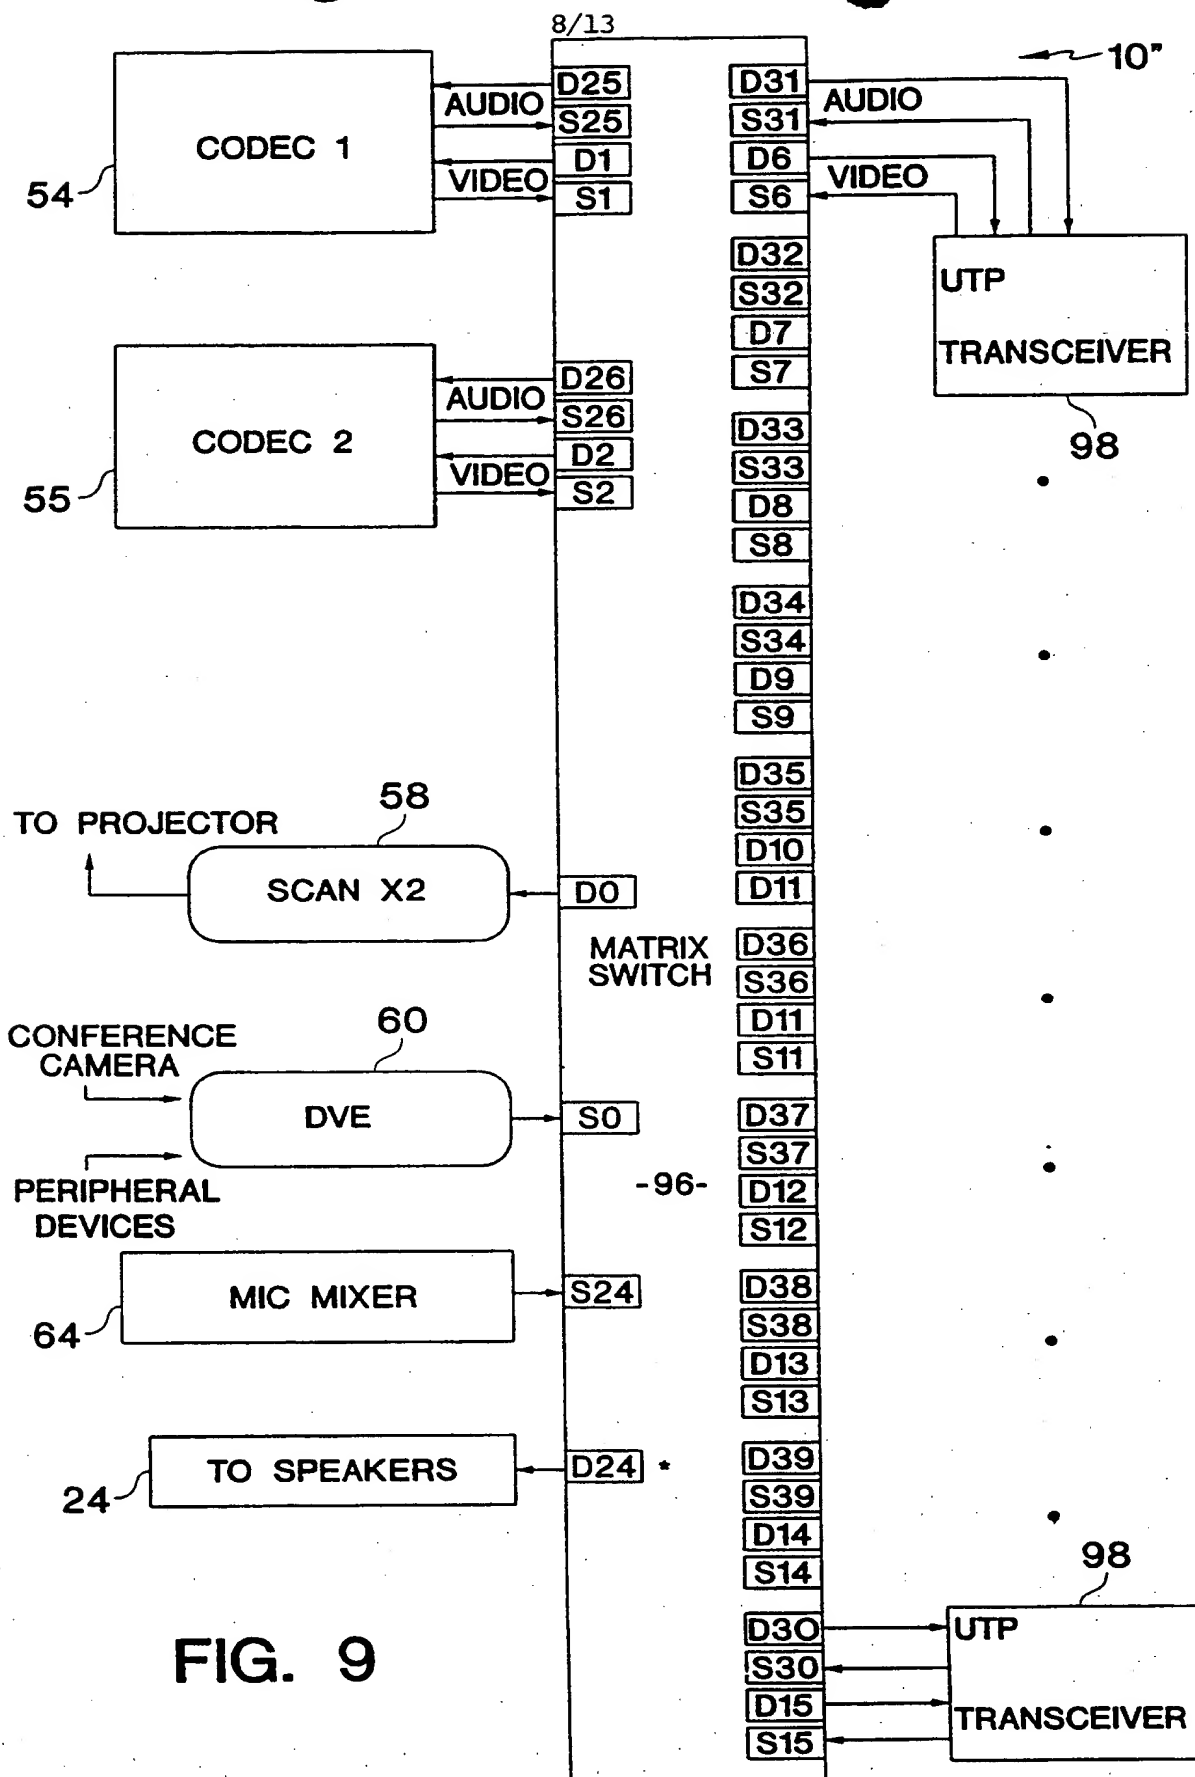 8/13
10"
CODEC 1
54
D25
AUDIO
S25
D1
VIDEO
S1
D31
AUDIO
S31
D6
VIDEO
S6
UTP
TRANSCEIVER
98
D32
S32
D7
S7
CODEC 2
55
D26
AUDIO
S26
D2
VIDEO
S2
D33
S33
D8
S8
D34
S34
D9
S9
TO PROJECTOR
58
SCAN X2
D0
D35
S35
D10
D11
MATRIX
SWITCH
D36
S36
D11
S11
CONFERENCE
CAMERA
60
DVE
S0
PERIPHERAL
DEVICES
-96-
D37
S37
D12
S12
MIC MIXER
64
S24
D38
S38
D13
S13
TO SPEAKERS
24
D24 *
D39
S39
D14
S14
98
D30
S30
D15
S15
UTP
TRANSCEIVER
FIG. 9